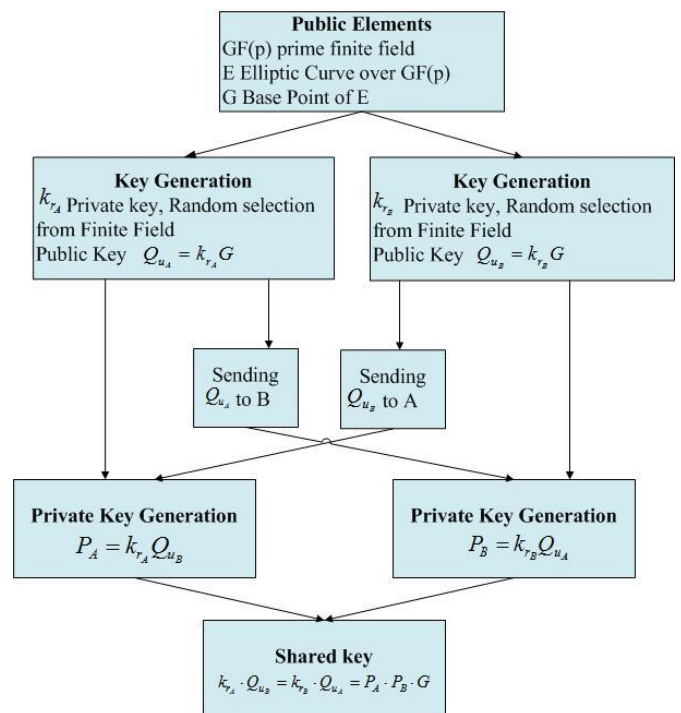 Public Elements
GF(p) prime finite field
E Elliptic Curve over GF(p)
G Base Point of E
Key Generation
k_{r_A} Private key, Random selection
from Finite Field
Public Key Q_{u_A} = k_{r_A} G
Key Generation
k_{r_B} Private key, Random selection
from Finite Field
Public Key Q_{u_B} = k_{r_B} G
Sending
Q_{u_A} to B
Sending
Q_{u_B} to A
Private Key Generation
P_A = k_{r_A} Q_{u_B}
Private Key Generation
P_B = k_{r_B} Q_{u_A}
Shared key
k_{r_A} · Q_{u_B} = k_{r_B} · Q_{u_A} = P_A · P_B · G